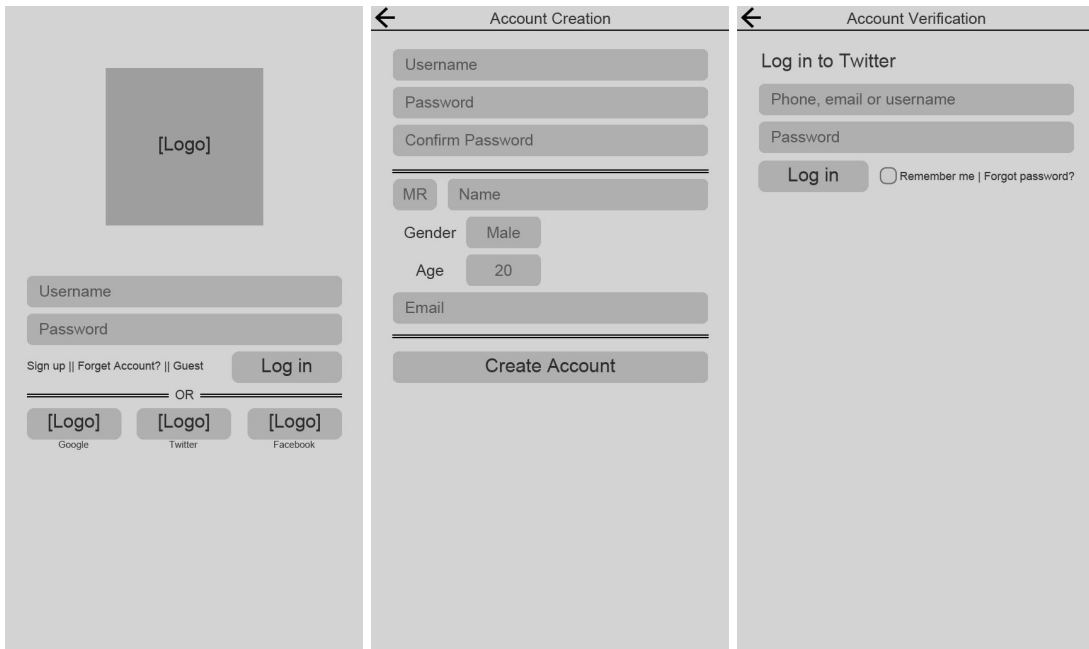 [Logo]
Username
Password
Sign up || Forget Account? || Guest
Log in
OR
[Logo] [Logo] [Logo]
Google Twitter Facebook
Account Creation
Username
Password
Confirm Password
MR Name
Gender Male
Age 20
Email
Create Account
Account Verification
Log in to Twitter
Phone, email or username
Password
Log in
Remember me | Forgot password?